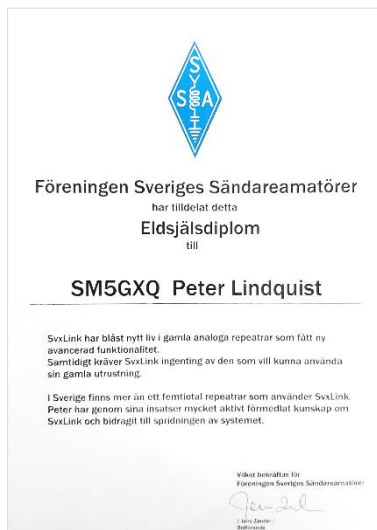 SSA
Föreningen Sveriges Sändareamatörer
har tilldelat detta
Eldsjälsdiplom
till
SM5GXQ Peter Lindquist
SvxLink har blåst nytt liv i gamla analoga repeatrar som fått ny
avancerad funktionalitet.
Samtidigt kräver SvxLink ingenting av den som vill kunna använda
sin gamla utrustning.
I Sverige finns mer än ett femtiotal repeatrar som använder SvxLink.
Peter har genom sina insatser mycket aktivt förmedlat kunskap om
SvxLink och bidragit till spridningen av systemet.
Vilket bekräftas för
Föreningen Sveriges Sändareamatörer
/ Jens Zander /
Ordförande